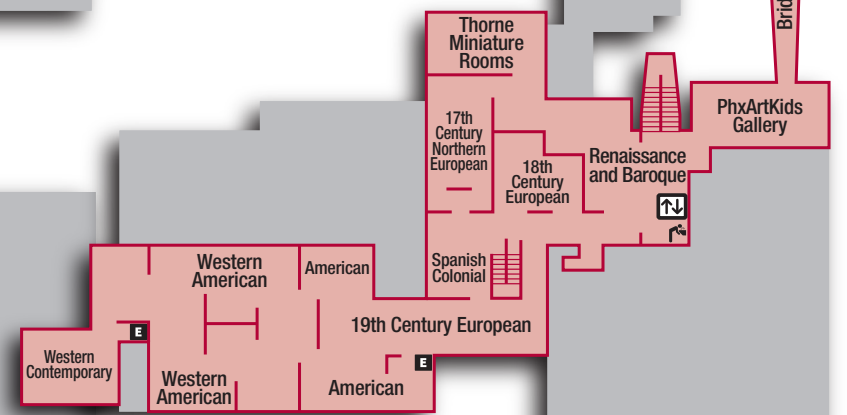 Thorne
Miniature
Rooms
Brid
PhxArtKids
Gallery
17th
Century
Northern
European
18th
Century
European
Renaissance
and Baroque
Spanish
Colonial
Western
American
American
19th Century European
E
Western
Contemporary
Western
American
American
E